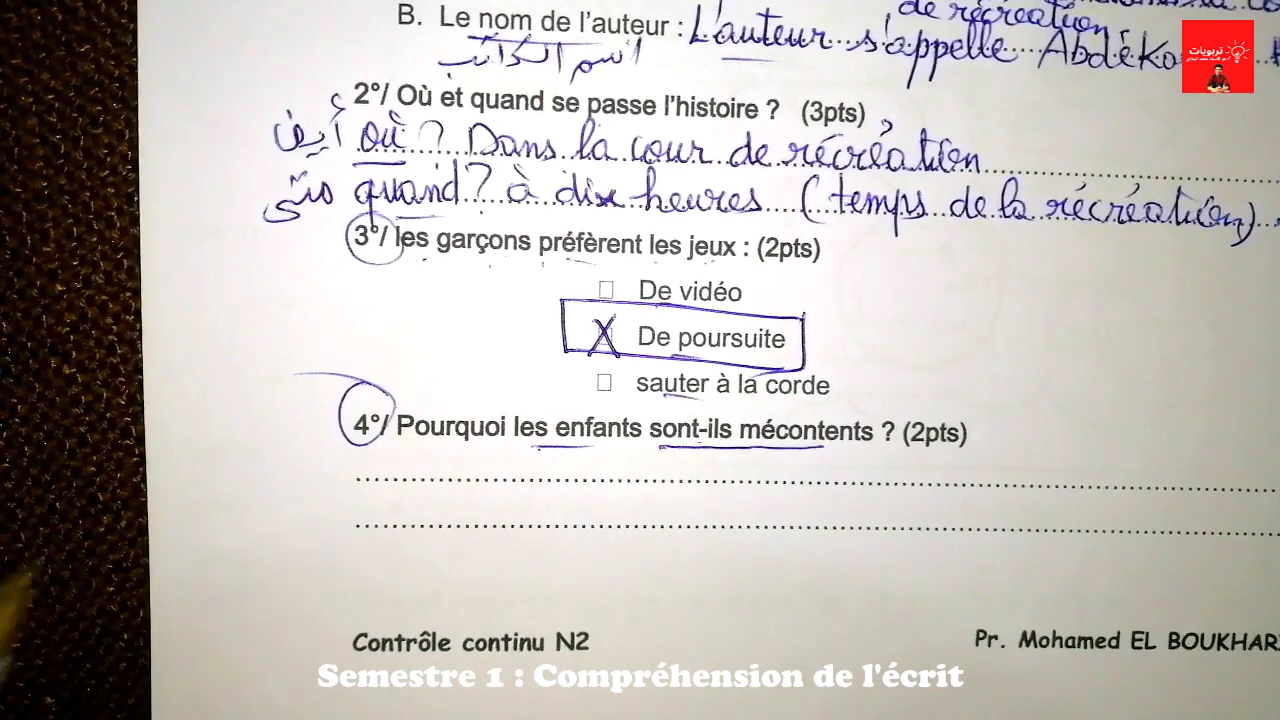 de récréation
B. Le nom de l'auteur : L'auteur s'appelle Abdéka
اسم الكاتب
تربويات
2°/ Où et quand se passe l'histoire ? (3pts)
أين où ? Dans la cour de récréation
متى quand ? à dix heures (temps de la récréation)
3°/ les garçons préfèrent les jeux : (2pts)
De vidéo
X De poursuite
sauter à la corde
4°/ Pourquoi les enfants sont-ils mécontents ? (2pts)
Contrôle continu N2 Pr. Mohamed EL BOUKHARI
Semestre 1 : Compréhension de l'écrit